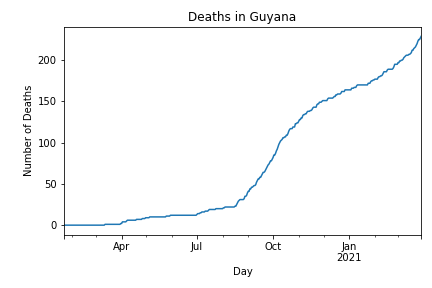 Deaths in Guyana
Number of Deaths
200
150
100
50
0
Apr
Jul
Oct
Jan
2021
Day